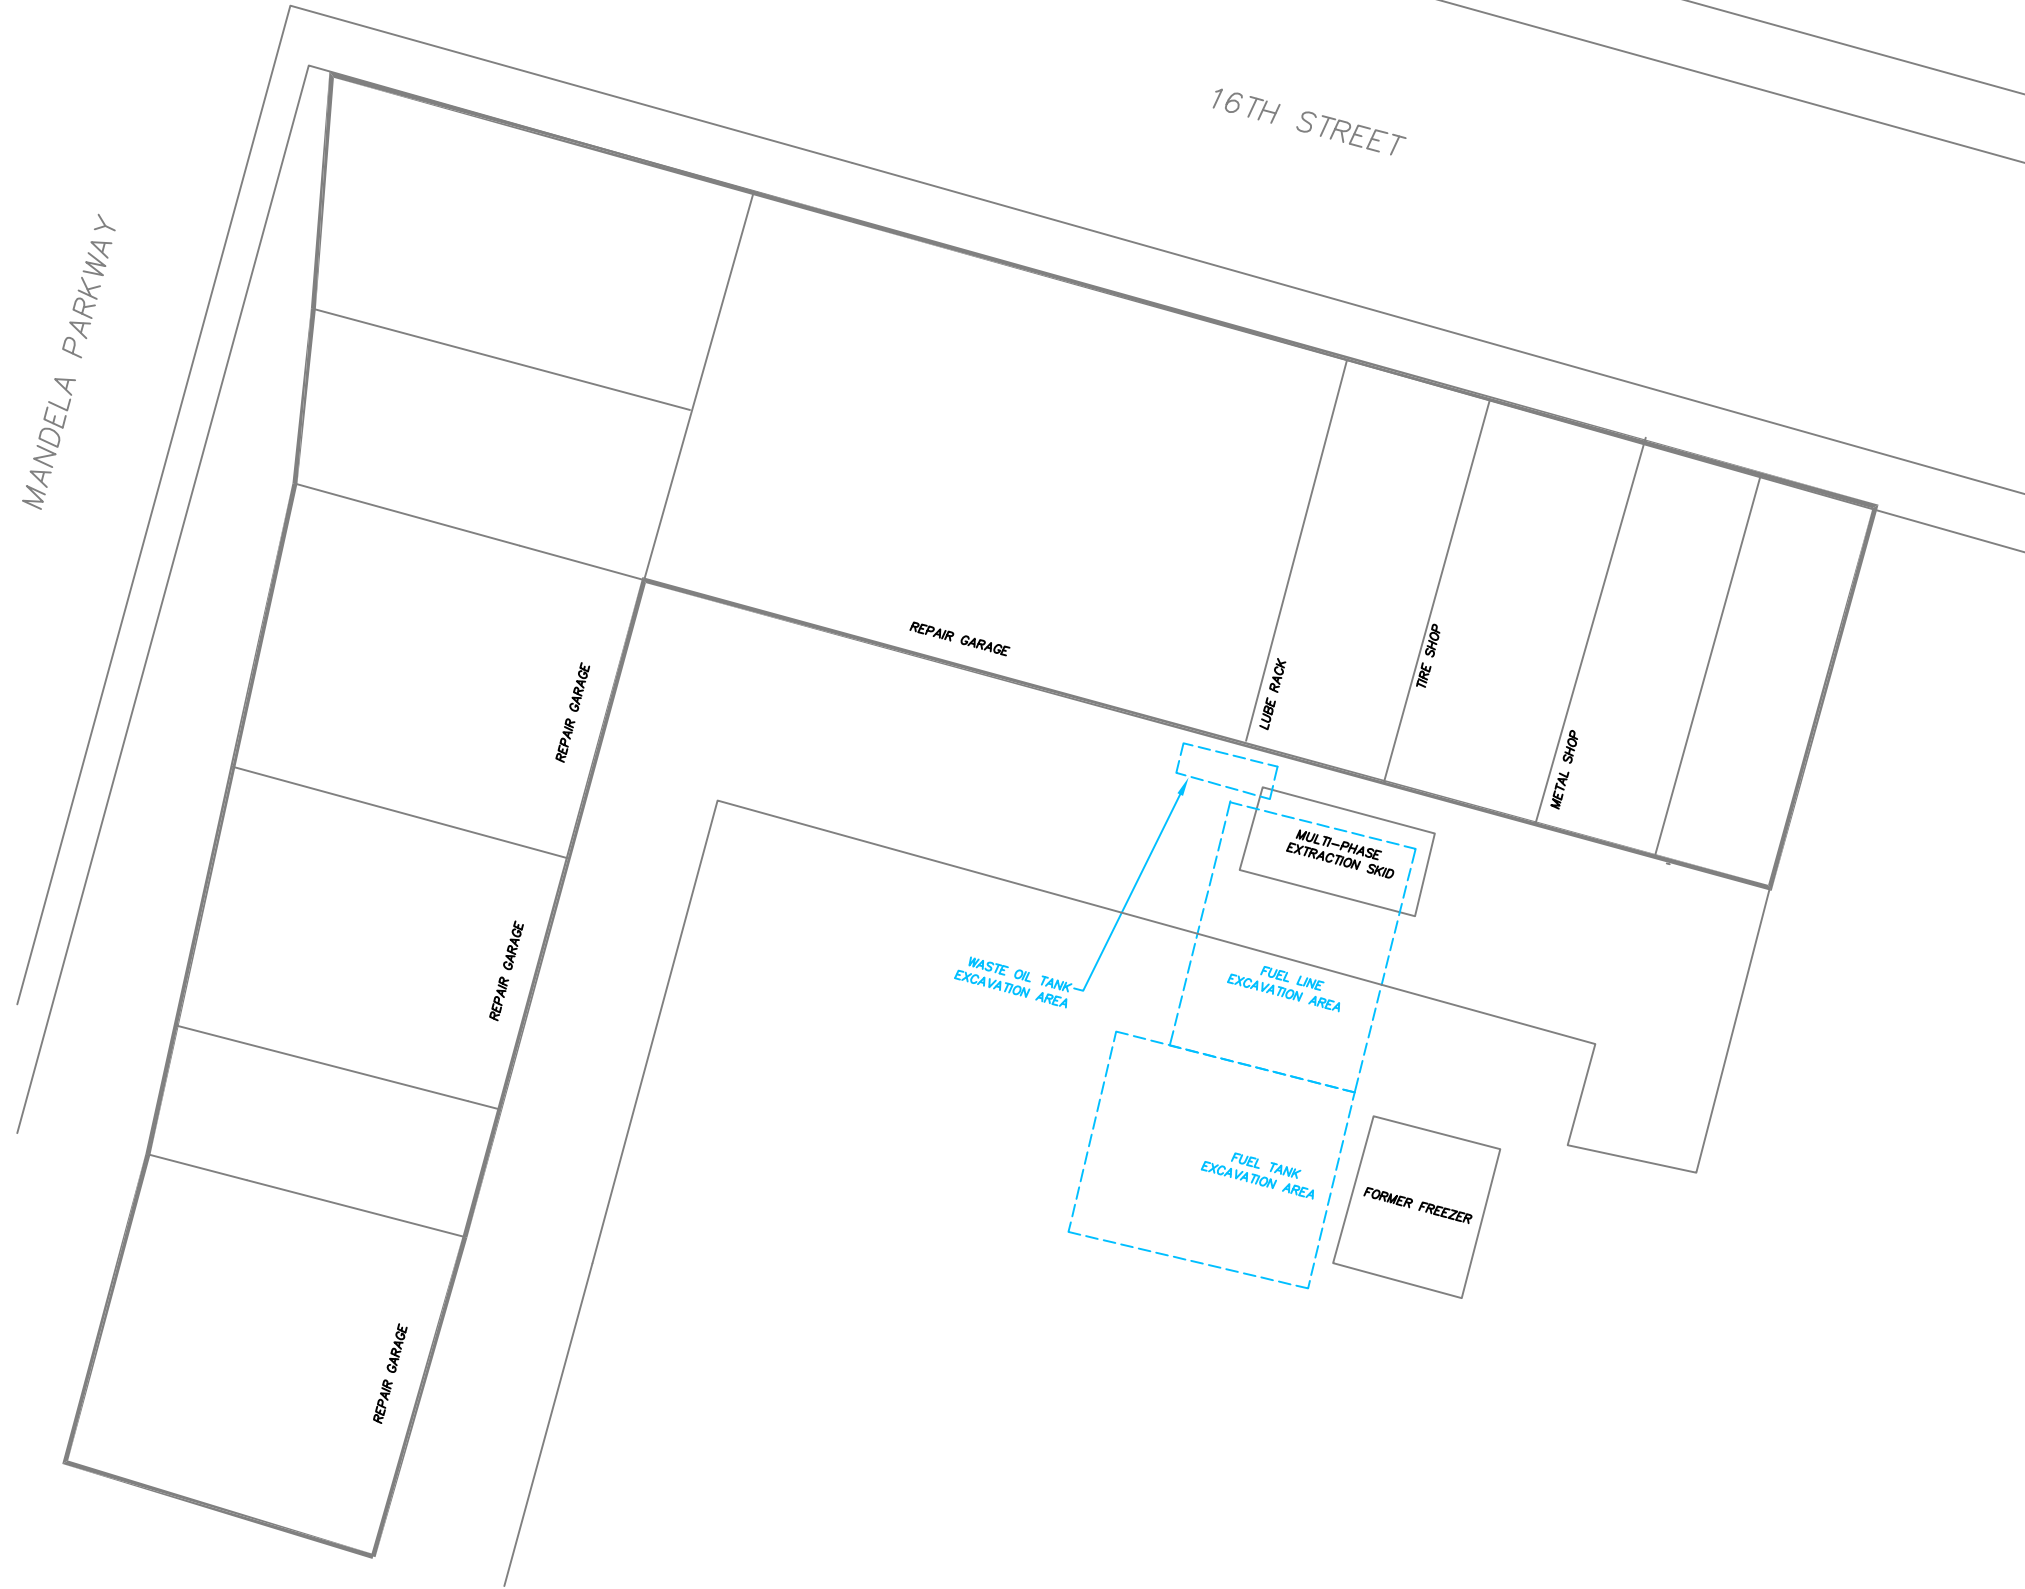 16TH STREET
MANDELA PARKWAY
REPAIR GARAGE
REPAIR GARAGE
LUBE RACK
TIRE SHOP
METAL SHOP
MULTI-PHASE
EXTRACTION SKID
REPAIR GARAGE
WASTE OIL TANK
EXCAVATION AREA
FUEL LINE
EXCAVATION AREA
FUEL TANK
EXCAVATION AREA
FORMER FREEZER
REPAIR GARAGE